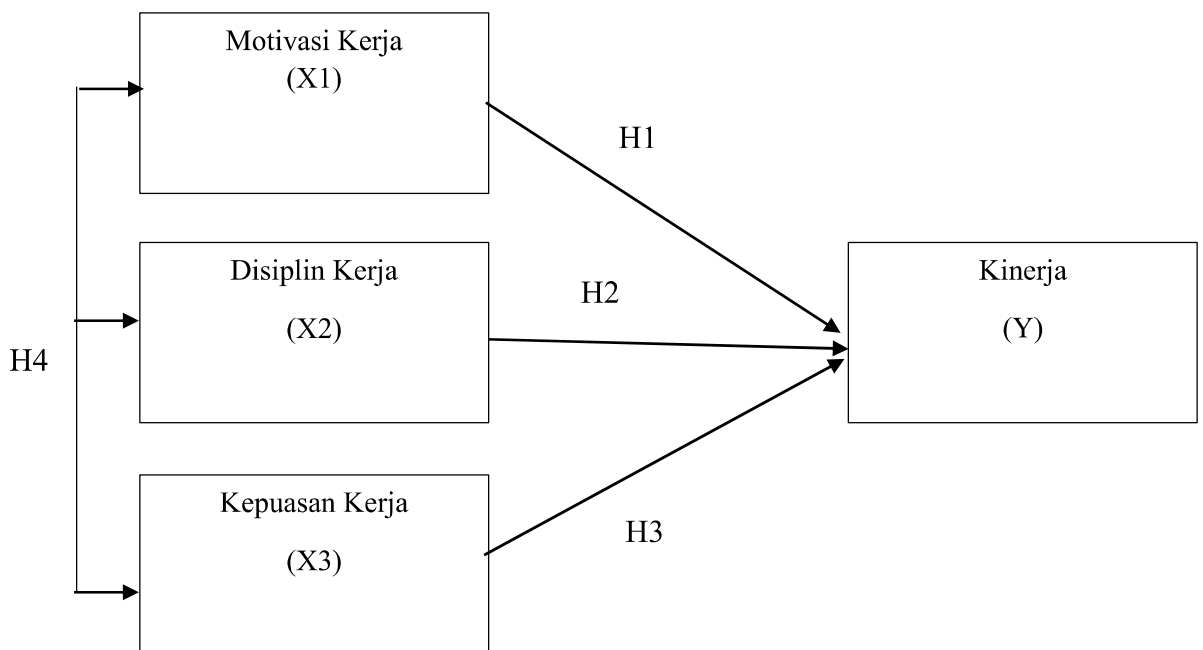 Motivasi Kerja
(X1)
H1
Disiplin Kerja
(X2)
H2
Kinerja
(Y)
H4
Kepuasan Kerja
(X3)
H3